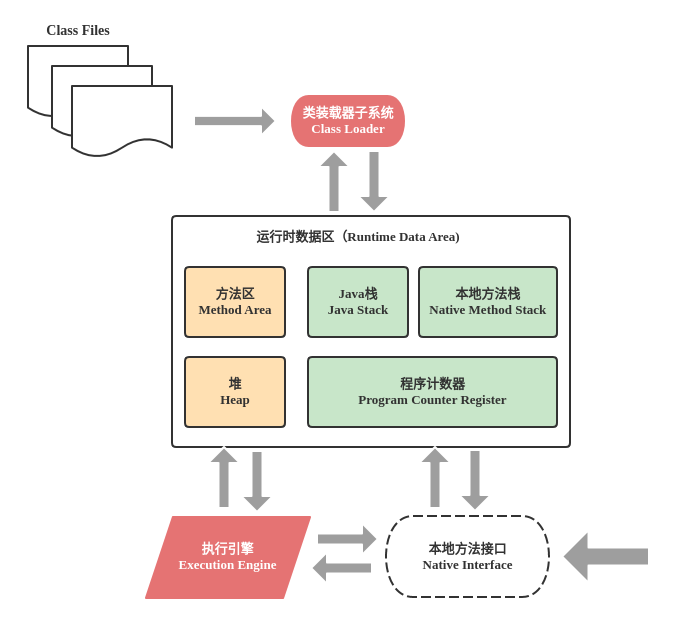 Class Files
类装载器子系统
Class Loader
运行时数据区（Runtime Data Area)
方法区
Method Area
Java栈
Java Stack
本地方法栈
Native Method Stack
堆
Heap
程序计数器
Program Counter Register
执行引擎
Execution Engine
本地方法接口
Native Interface